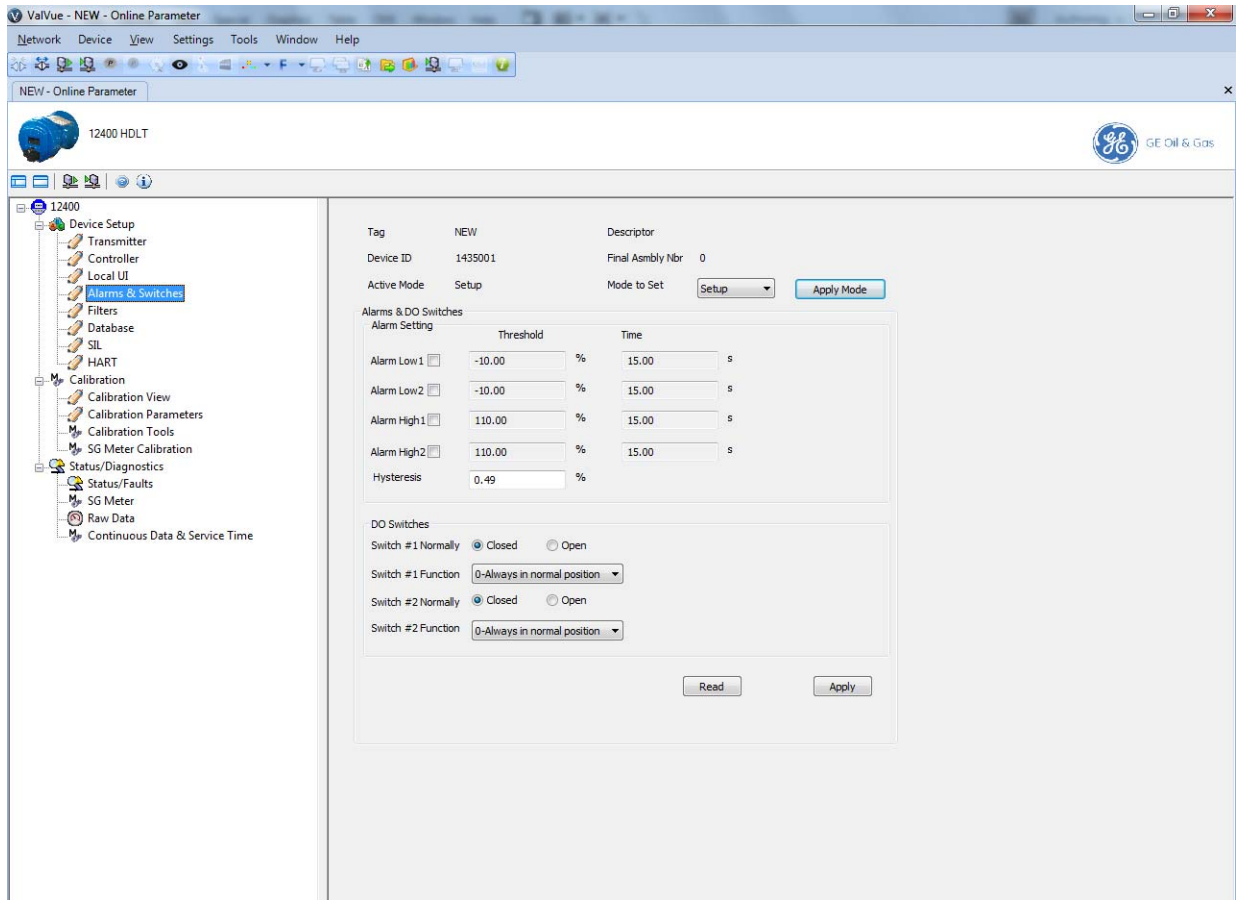 ValVue - NEW - Online Parameter
Network Device View Settings Tools Window Help
F
NEW - Online Parameter
12400 HDLT
GE Oil & Gas
12400
Device Setup
Transmitter
Controller
Local UI
Alarms & Switches
Filters
Database
SIL
HART
Calibration
Calibration View
Calibration Parameters
Calibration Tools
SG Meter Calibration
Status/Diagnostics
Status/Faults
SG Meter
Raw Data
Continuous Data & Service Time
Tag NEW Descriptor
Device ID 1435001 Final Asmbly Nbr 0
Active Mode Setup Mode to Set Setup Apply Mode
Alarms & DO Switches
Alarm Setting
Threshold Time
Alarm Low1 -10.00 % 15.00 s
Alarm Low2 -10.00 % 15.00 s
Alarm High1 110.00 % 15.00 s
Alarm High2 110.00 % 15.00 s
Hysteresis 0.49 %
DO Switches
Switch #1 Normally Closed Open
Switch #1 Function 0-Always in normal position
Switch #2 Normally Closed Open
Switch #2 Function 0-Always in normal position
Read Apply